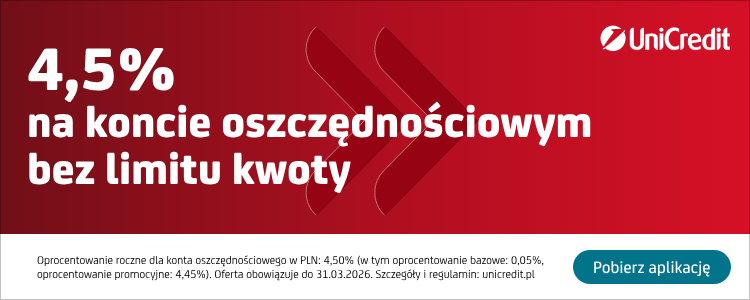 UniCredit
4,5%
na koncie oszczędnościowym
bez limitu kwoty
Oprocentowanie roczne dla konta oszczędnościowego w PLN: 4,50% (w tym oprocentowanie bazowe: 0,05%,
oprocentowanie promocyjne: 4,45%). Oferta obowiązuje do 31.03.2026. Szczegóły i regulamin: unicredit.pl
Pobierz aplikację